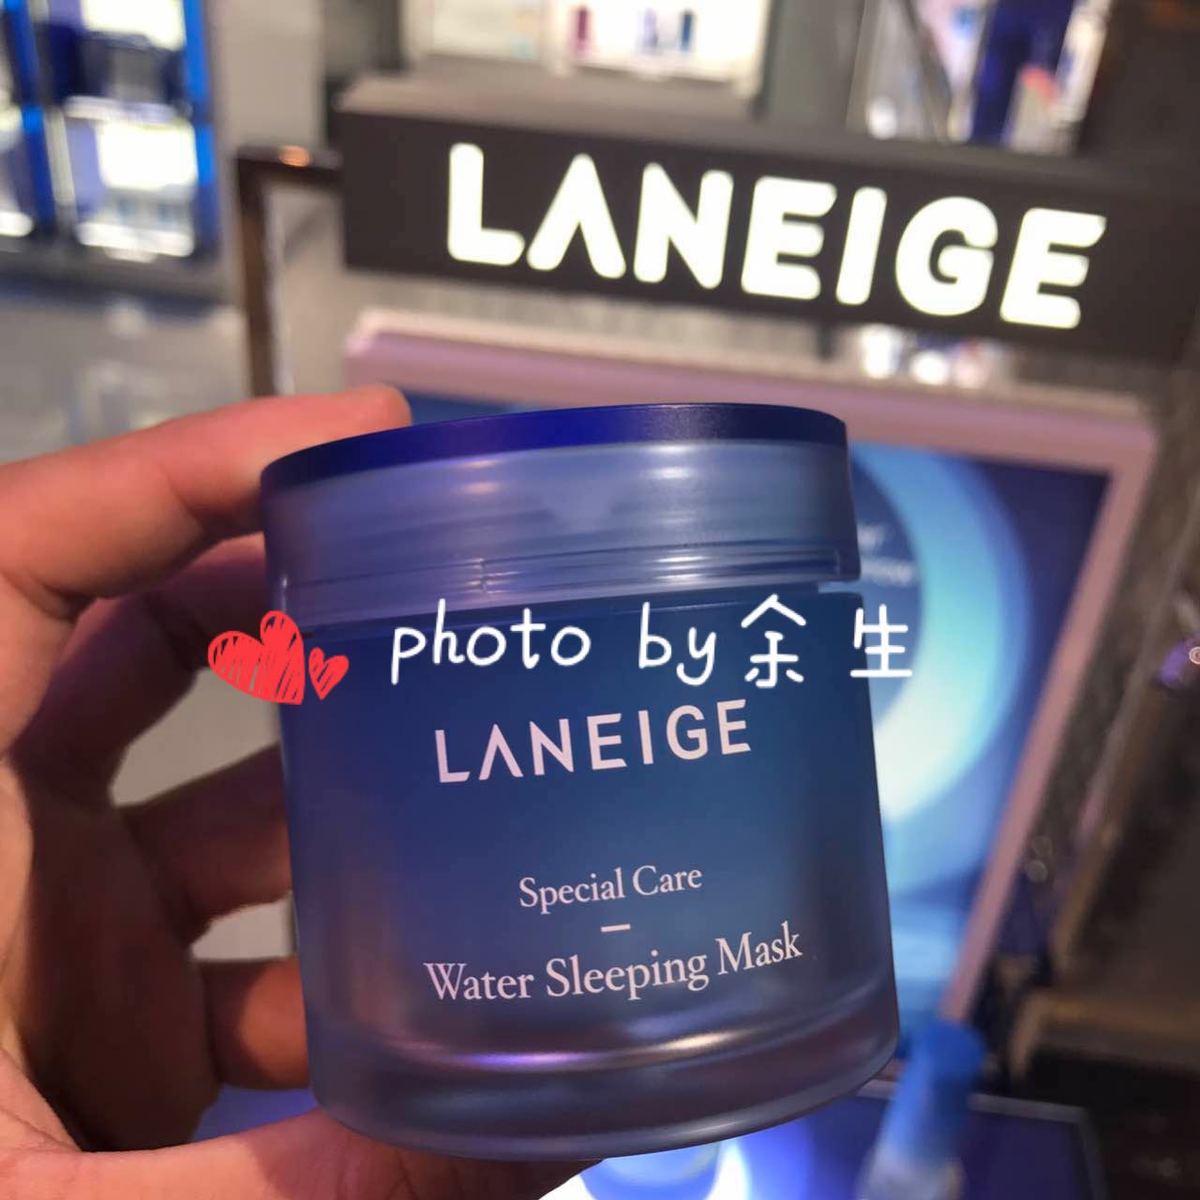 LANEIGE
photo by余生
LANEIGE
Special Care
Water Sleeping Mask